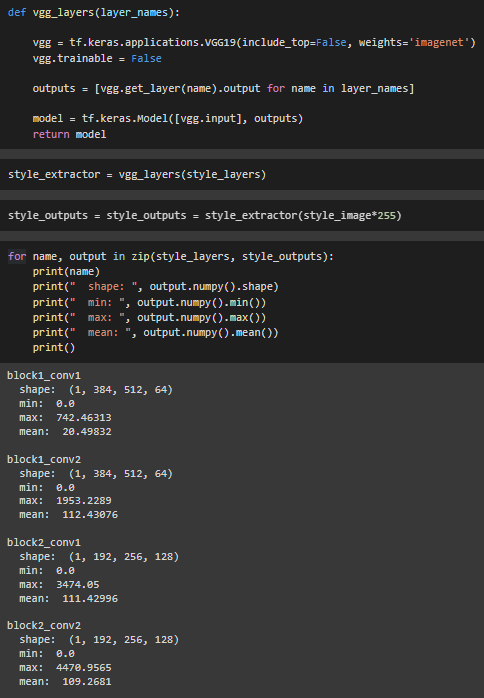 def vgg_layers(layer_names):
vgg = tf.keras.applications.VGG19(include_top=False, weights='imagenet')
vgg.trainable = False
outputs = [vgg.get_layer(name).output for name in layer_names]
model = tf.keras.Model([vgg.input], outputs)
return model
style_extractor = vgg_layers(style_layers)
style_outputs = style_outputs = style_extractor(style_image*255)
for name, output in zip(style_layers, style_outputs):
print(name)
print("  shape: ", output.numpy().shape)
print("  min: ", output.numpy().min())
print("  max: ", output.numpy().max())
print("  mean: ", output.numpy().mean())
print()
block1_conv1
shape:  (1, 384, 512, 64)
min:  0.0
max:  742.46313
mean:  20.49832
block1_conv2
shape:  (1, 384, 512, 64)
min:  0.0
max:  1953.2289
mean:  112.43076
block2_conv1
shape:  (1, 192, 256, 128)
min:  0.0
max:  3474.05
mean:  111.42996
block2_conv2
shape:  (1, 192, 256, 128)
min:  0.0
max:  4470.9565
mean:  109.2681